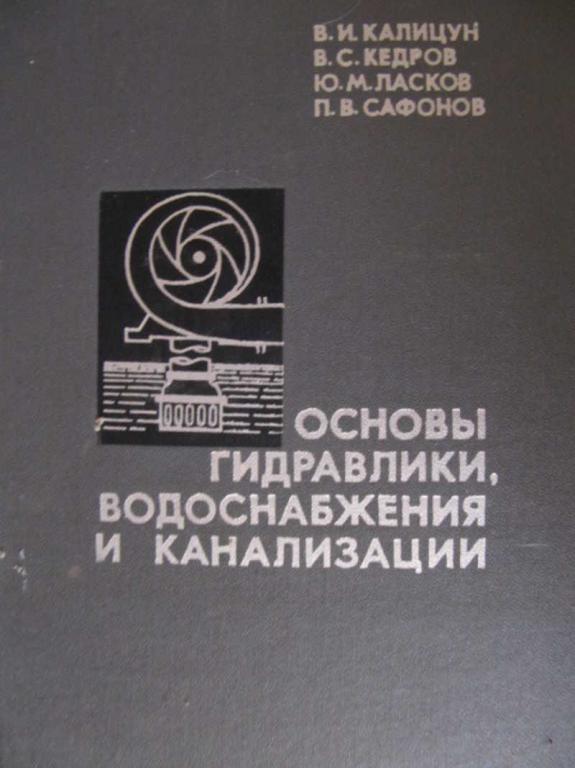 В. И. КАЛИЦУН
В. С. КЕДРОВ
Ю. М. ЛАСКОВ
П. В. САФОНОВ
ОСНОВЫ
ГИДРАВЛИКИ,
ВОДОСНАБЖЕНИЯ
И КАНАЛИЗАЦИИ